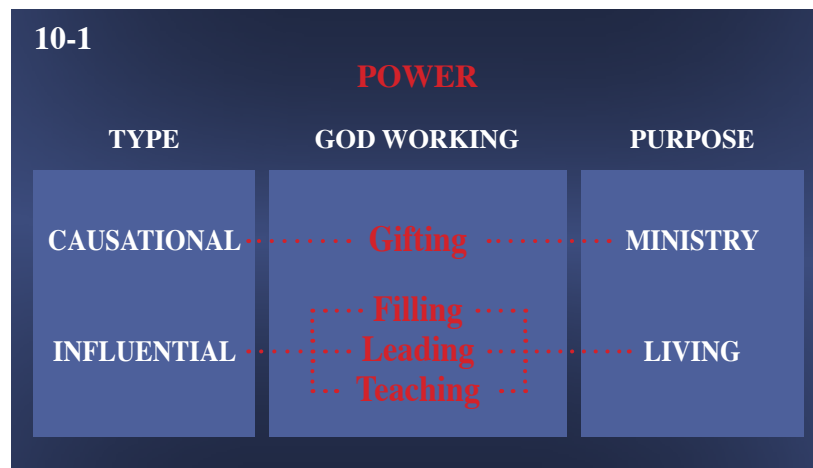 10-1
POWER
TYPE GOD WORKING PURPOSE
CAUSATIONAL Gifting MINISTRY
Filling
INFLUENTIAL Leading LIVING
Teaching